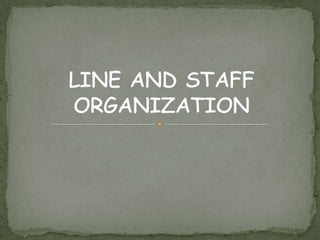 LINE AND STAFF
ORGANIZATION